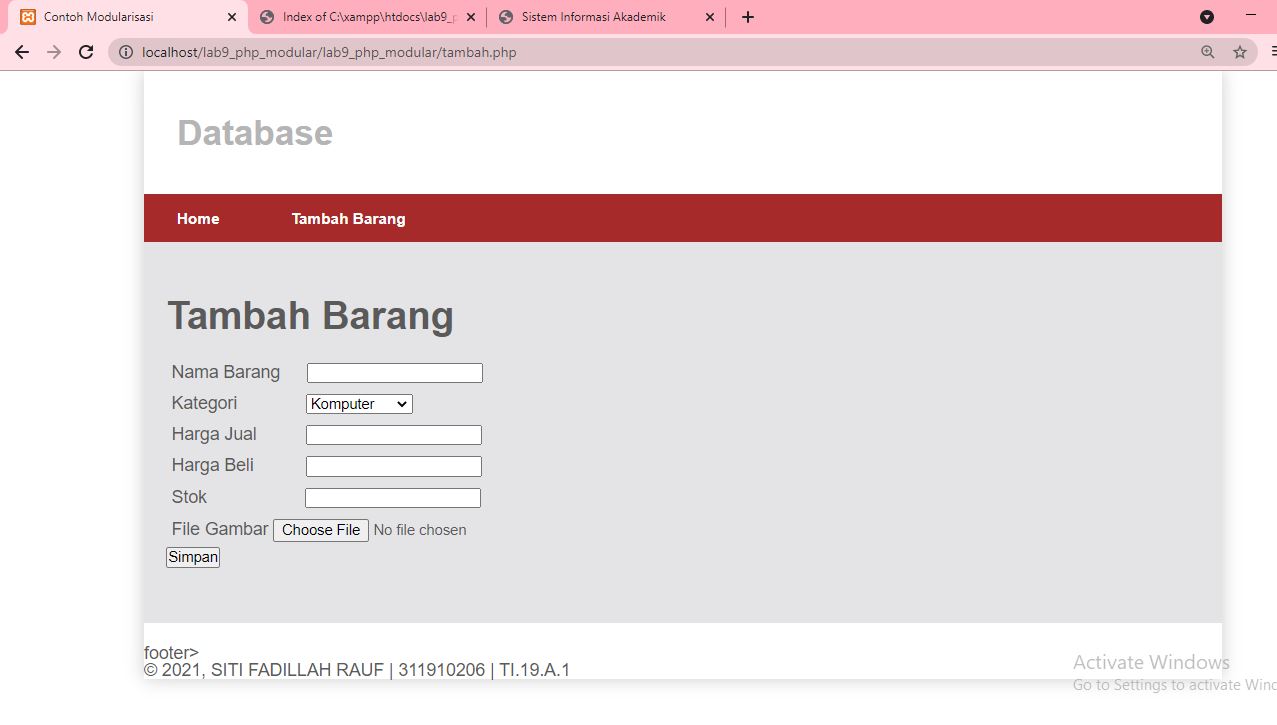 Contoh Modularisasi
Index of C:\xampp\htdocs\lab9_p
Sistem Informasi Akademik
localhost/lab9_php_modular/lab9_php_modular/tambah.php
Database
Home Tambah Barang
Tambah Barang
Nama Barang
Kategori Komputer
Harga Jual
Harga Beli
Stok
File Gambar Choose File No file chosen
Simpan
footer>
© 2021, SITI FADILLAH RAUF | 311910206 | TI.19.A.1
Activate Windows
Go to Settings to activate Winc